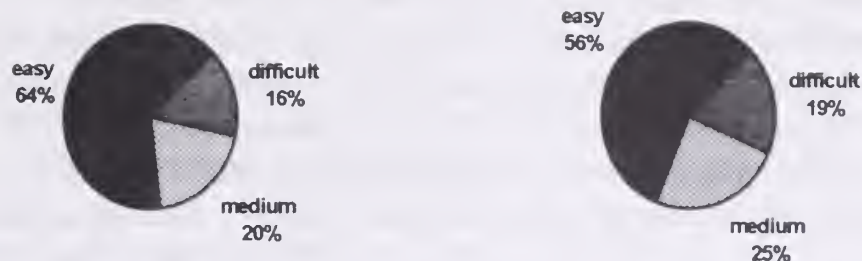 easy
64%
difficult
16%
medium
20%
easy
56%
difficult
19%
medium
25%